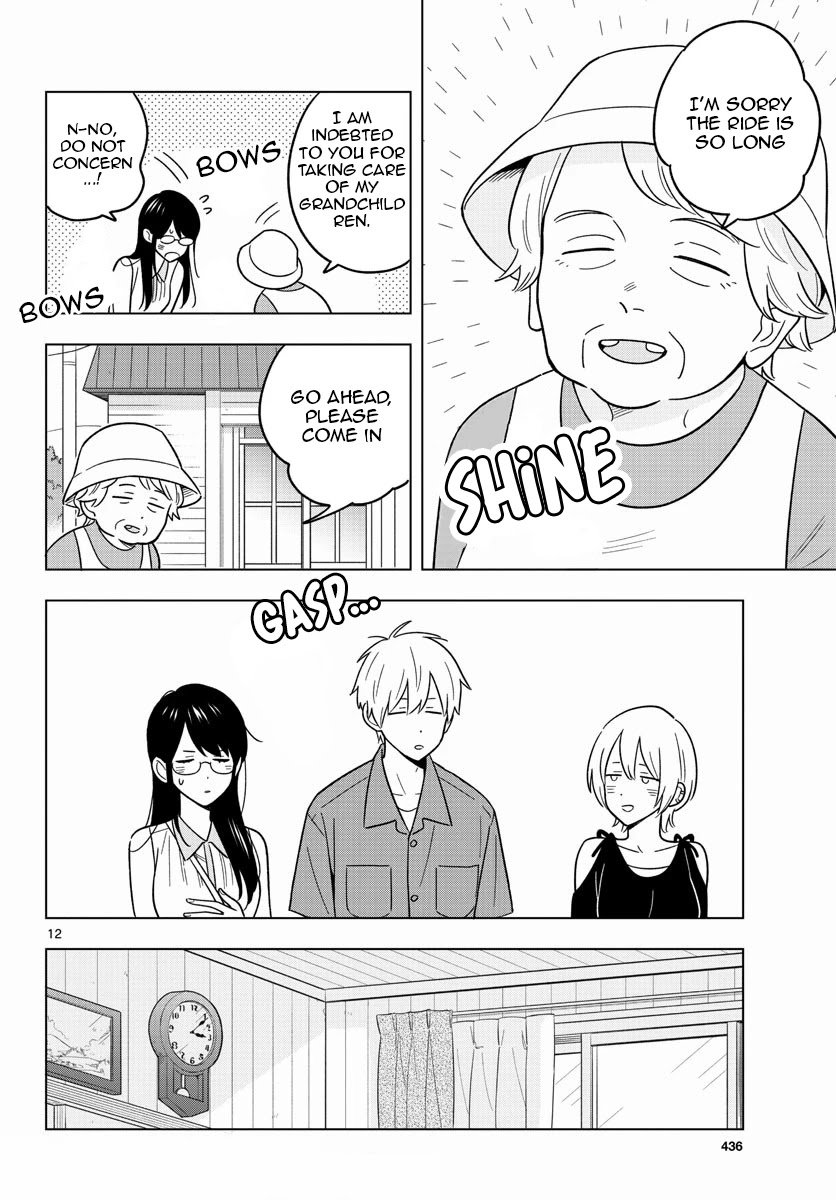 I'M SORRY
THE RIDE IS
SO LONG
SHINE
I AM
INDEBTED
TO YOU FOR
TAKING CARE
OF MY
GRANDCHILD
REN.
BOWS
N-NO,
DO NOT
CONCERN
...!
BOWS
GO AHEAD,
PLEASE
COME IN
GASP...
12
436